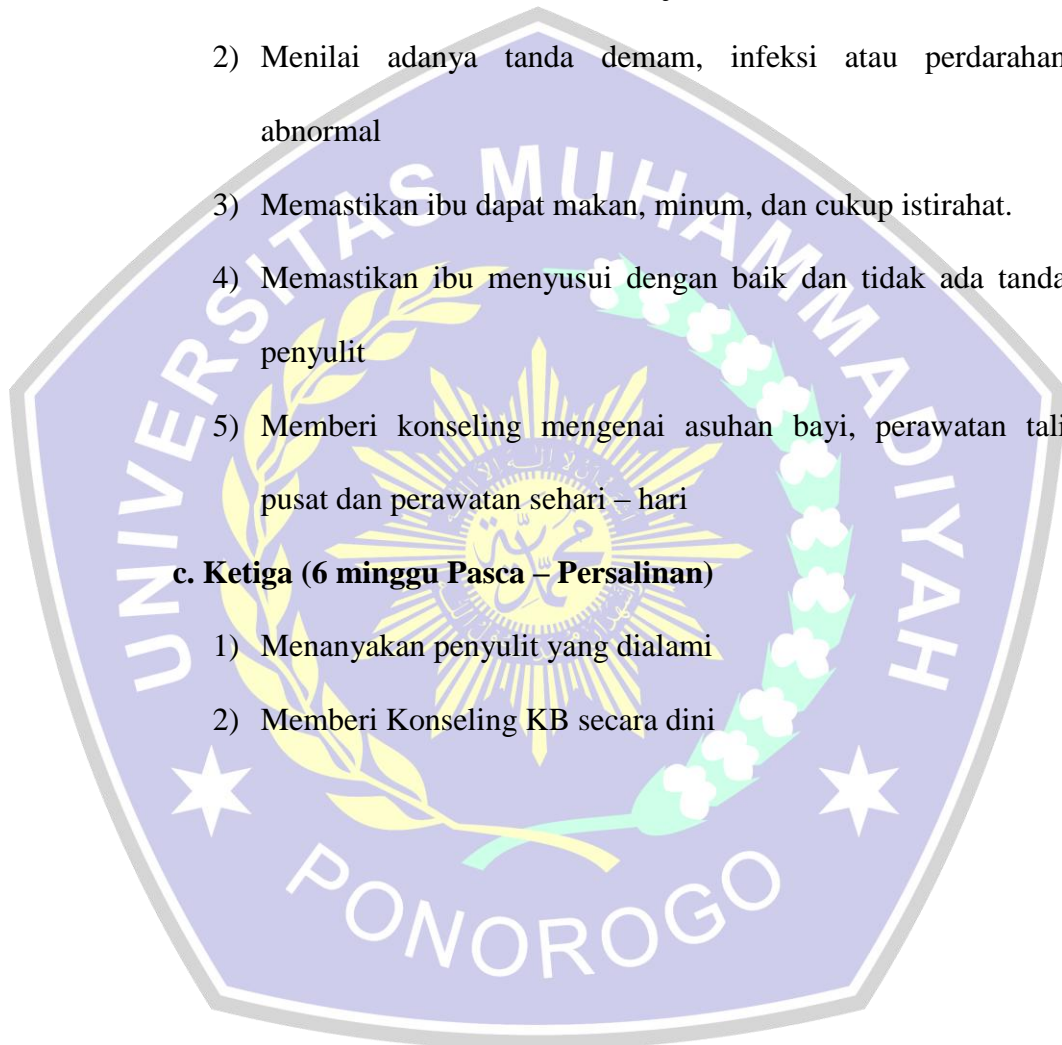 2) Menilai adanya tanda demam, infeksi atau perdarahan
abnormal
3) Memastikan ibu dapat makan, minum, dan cukup istirahat.
4) Memastikan ibu menyusui dengan baik dan tidak ada tanda
penyulit
5) Memberi konseling mengenai asuhan bayi, perawatan tali
pusat dan perawatan sehari – hari
c. Ketiga (6 minggu Pasca – Persalinan)
1) Menanyakan penyulit yang dialami
2) Memberi Konseling KB secara dini
UNIVERSITAS MUHAMMADIYAH
PONOROGO